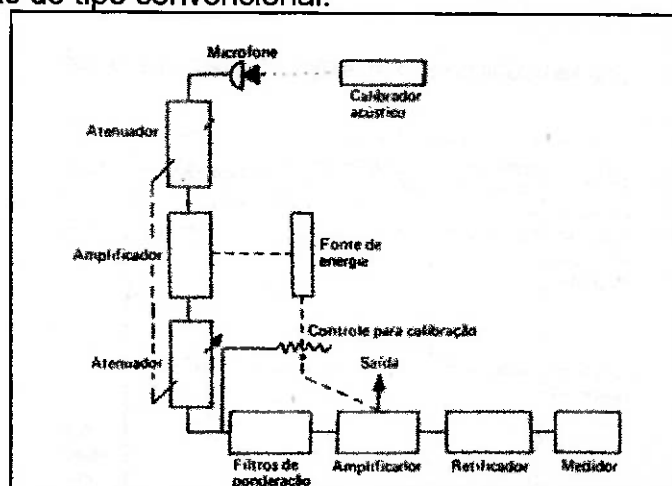 do tipo convencional.
Microfone
Calibrador
acústico
Atenuador
Amplificador
Fonte de
energia
Controle para calibração
Saída
Atenuador
Filtros de
ponderação
Amplificador
Retificador
Medidor